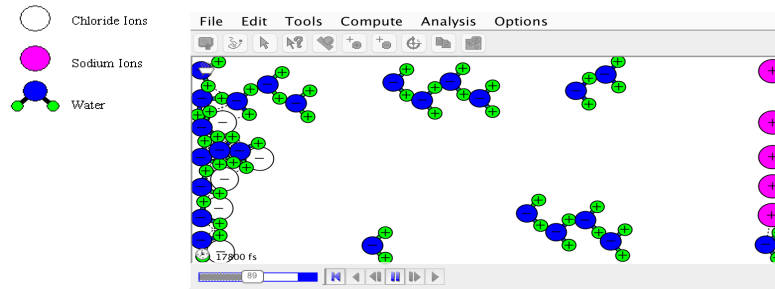 Chloride Ions
Sodium Ions
Water
File Edit Tools Compute Analysis Options
17800 fs
89